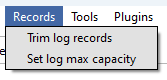 Records Tools Plugins
Trim log records
Set log max capacity